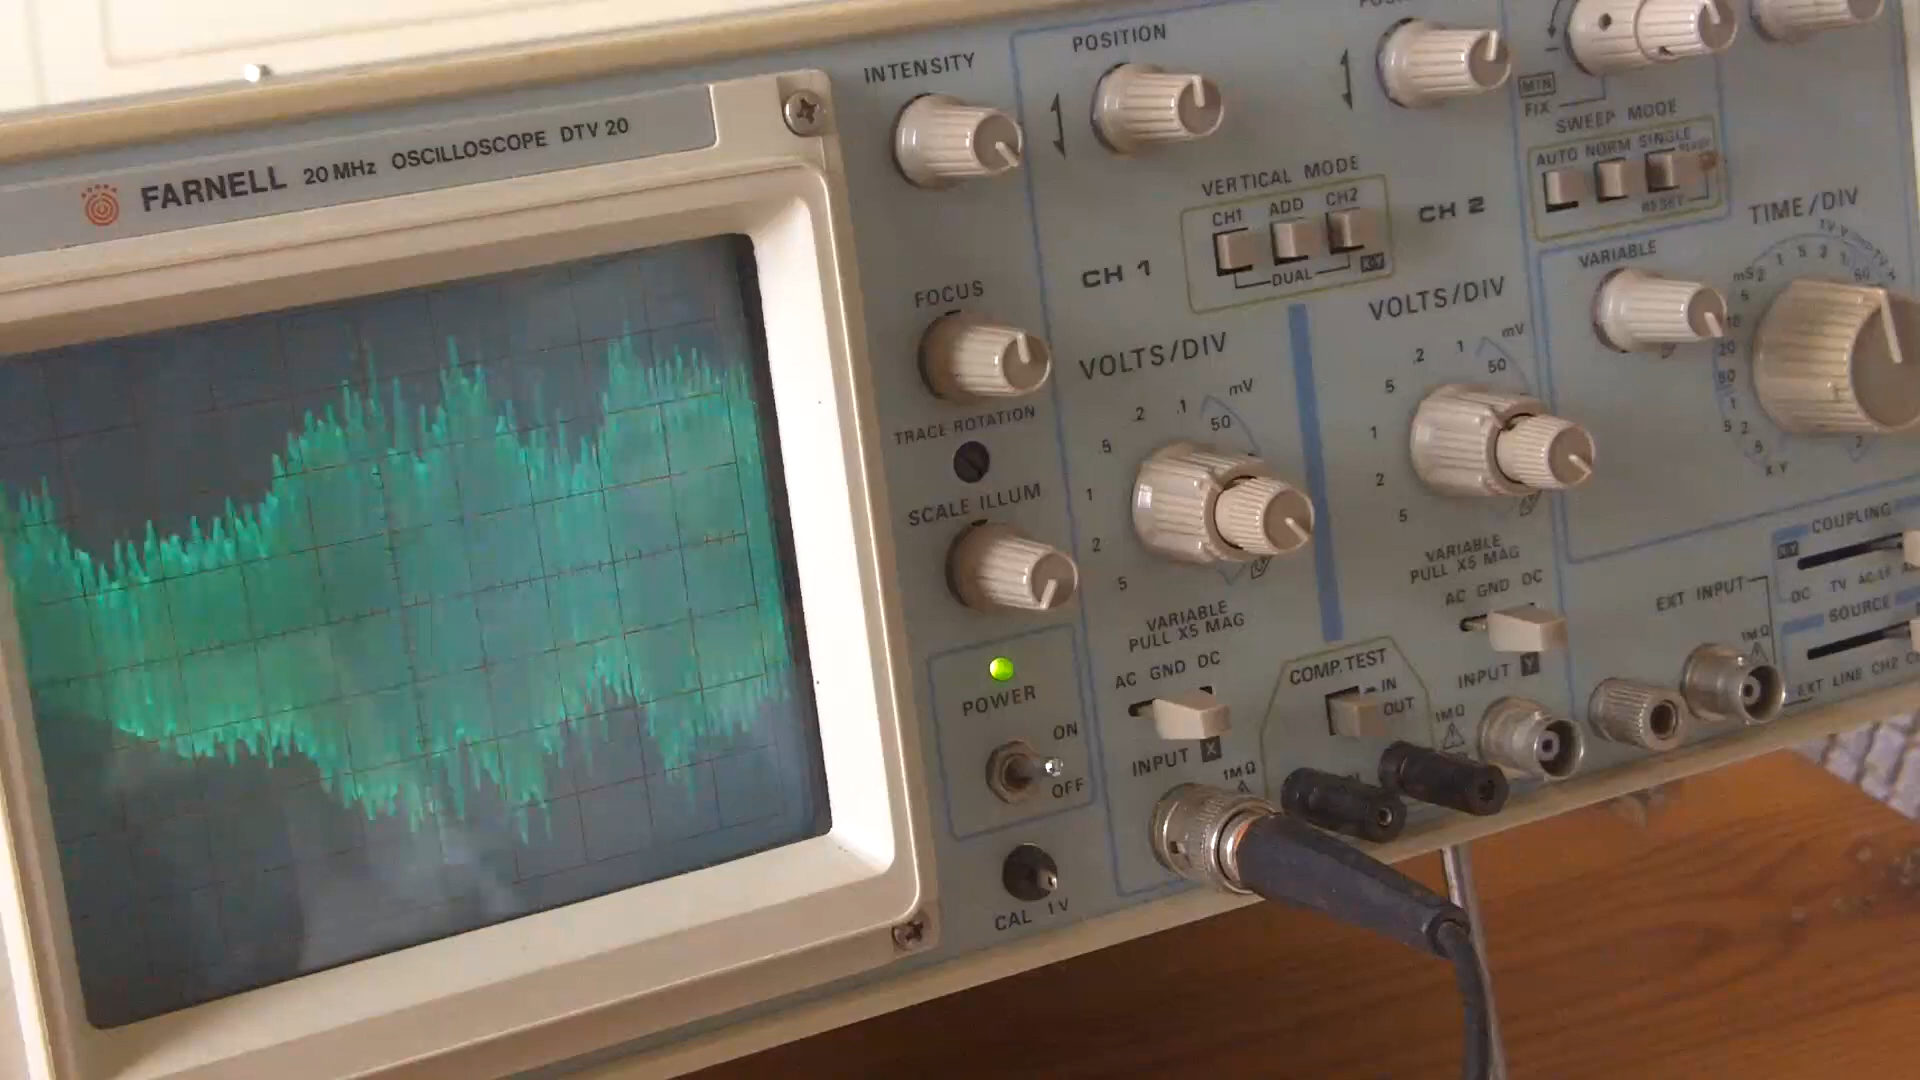 FARNELL 20 MHz OSCILLOSCOPE DTV 20
INTENSITY
POSITION
MIN
FIX
SWEEP MODE
AUTO NORM SINGLE
RESET
VERTICAL MODE
CH1 ADD CH2
DUAL
X-Y
CH 1
CH 2
TIME/DIV
VARIABLE
FOCUS
VOLTS/DIV
.5 .2 .1 50 mV
1
2
5
VOLTS/DIV
5 .2 1 50 mV
1
2
5
TRACE ROTATION
SCALE ILLUM
mS
X Y
VARIABLE
PULL X5 MAG
AC GND DC
VARIABLE
PULL X5 MAG
AC GND DC
POWER
ON
OFF
CAL 1V
INPUT X
1MΩ
COMP. TEST
IN
OUT
INPUT Y
1MΩ
EXT INPUT
1MΩ
COUPLING
X-Y
DC TV AC/LF
SOURCE
EXT LINE CH2